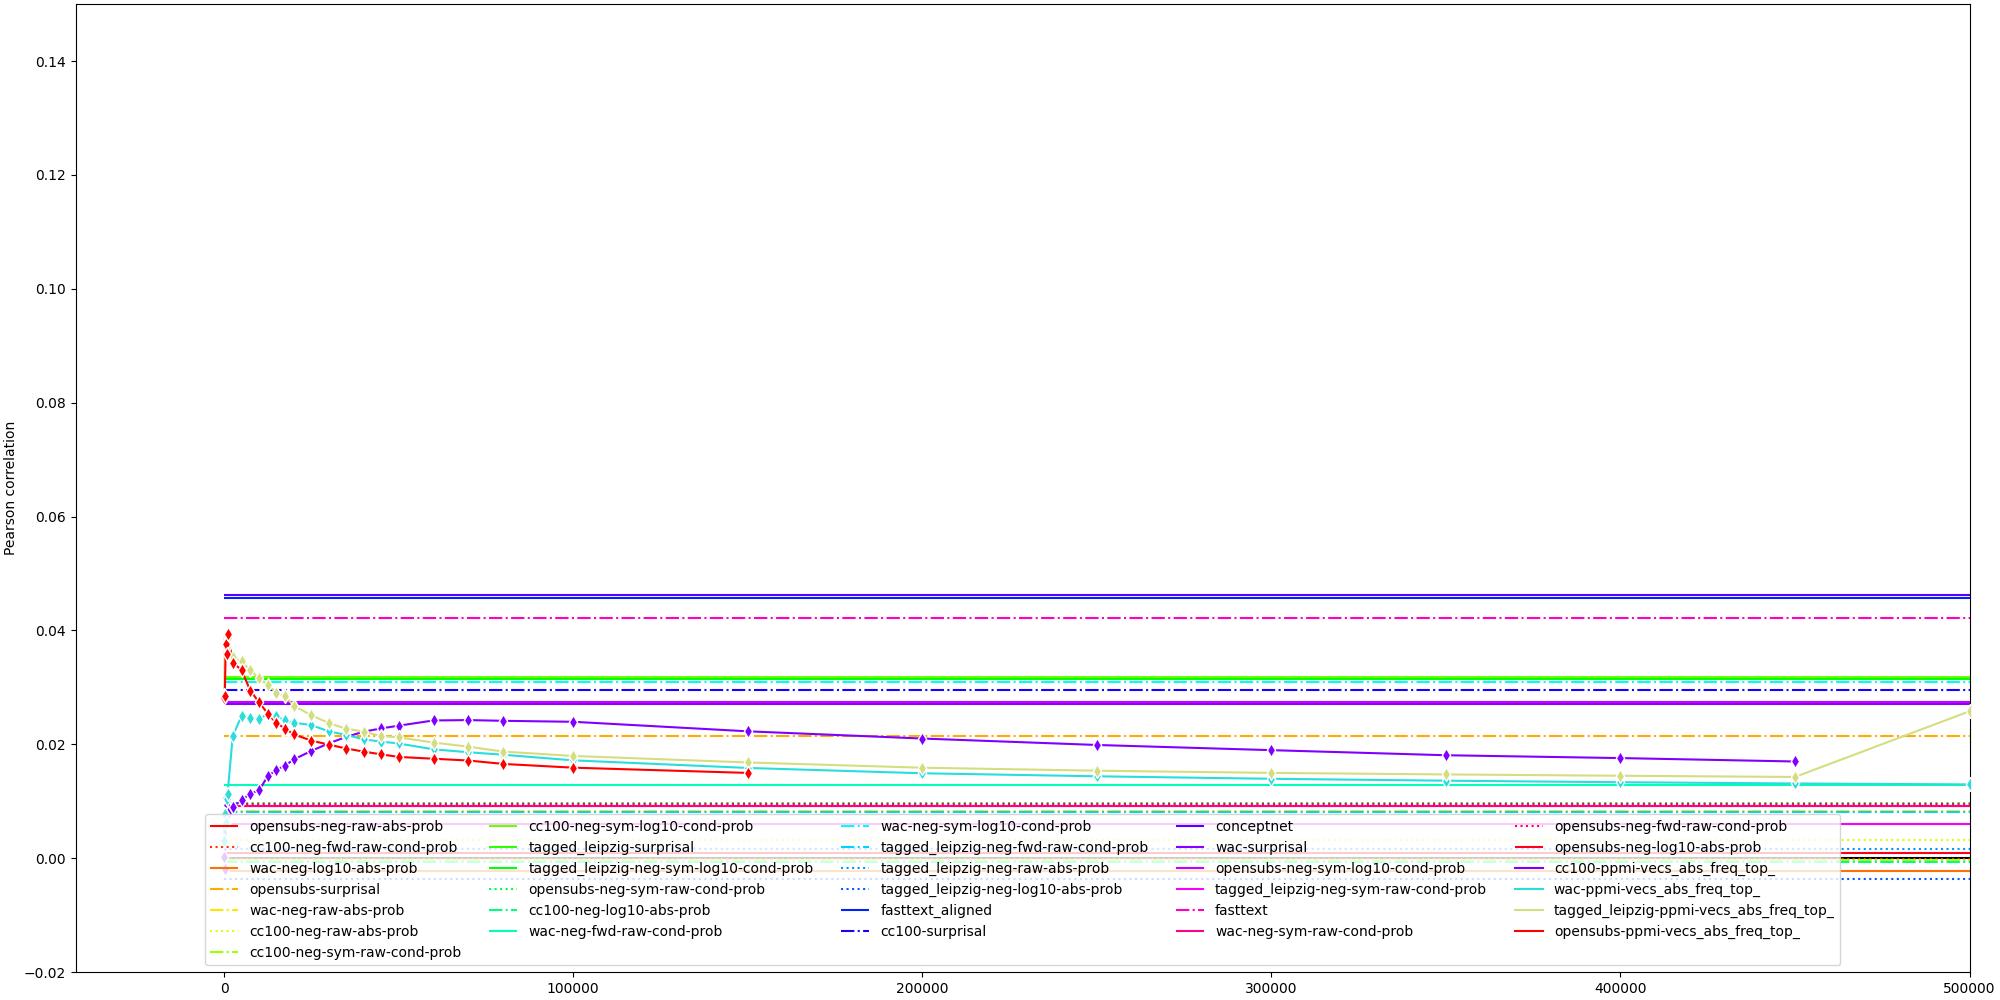 0.14
0.12
0.10
0.08
0.06
0.04
0.02
0.00
−0.02
Pearson correlation
opensubs-neg-raw-abs-prob
cc100-neg-fwd-raw-cond-prob
wac-neg-log10-abs-prob
opensubs-surprisal
wac-neg-raw-abs-prob
cc100-neg-raw-abs-prob
cc100-neg-sym-raw-cond-prob
cc100-neg-sym-log10-cond-prob
tagged_leipzig-surprisal
tagged_leipzig-neg-sym-log10-cond-prob
opensubs-neg-sym-raw-cond-prob
cc100-neg-log10-abs-prob
wac-neg-fwd-raw-cond-prob
wac-neg-sym-log10-cond-prob
tagged_leipzig-neg-fwd-raw-cond-prob
tagged_leipzig-neg-raw-abs-prob
tagged_leipzig-neg-log10-abs-prob
fasttext_aligned
cc100-surprisal
conceptnet
wac-surprisal
opensubs-neg-sym-log10-cond-prob
tagged_leipzig-neg-sym-raw-cond-prob
fasttext
wac-neg-sym-raw-cond-prob
opensubs-neg-fwd-raw-cond-prob
opensubs-neg-log10-abs-prob
cc100-ppmi-vecs_abs_freq_top_
wac-ppmi-vecs_abs_freq_top_
tagged_leipzig-ppmi-vecs_abs_freq_top_
opensubs-ppmi-vecs_abs_freq_top_
0
100000
200000
300000
400000
500000